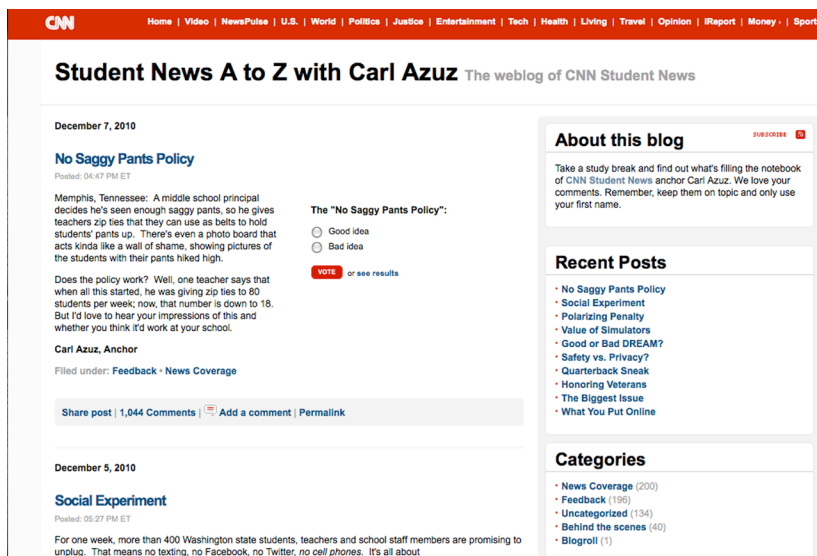 CNN
Home | Video | NewsPulse | U.S. | World | Politics | Justice | Entertainment | Tech | Health | Living | Travel | Opinion | iReport | Money › | Sport
Student News A to Z with Carl Azuz The weblog of CNN Student News
December 7, 2010
No Saggy Pants Policy
Posted: 04:47 PM ET
Memphis, Tennessee: A middle school principal
decides he's seen enough saggy pants, so he gives
teachers zip ties that they can use as belts to hold
students' pants up. There's even a photo board that
acts kinda like a wall of shame, showing pictures of
the students with their pants hiked high.
Does the policy work? Well, one teacher says that
when all this started, he was giving zip ties to 80
students per week; now, that number is down to 18.
But I'd love to hear your impressions of this and
whether you think it'd work at your school.
Carl Azuz, Anchor
Filed under: Feedback • News Coverage
The "No Saggy Pants Policy":
Good idea
Bad idea
VOTE or see results
Share post | 1,044 Comments | Add a comment | Permalink
December 5, 2010
Social Experiment
Posted: 05:27 PM ET
For one week, more than 400 Washington state students, teachers and school staff members are promising to
unplug. That means no texting, no Facebook, no Twitter, no cell phones. It's all about
About this blog
SUBSCRIBE
Take a study break and find out what's filling the notebook
of CNN Student News anchor Carl Azuz. We love your
comments. Remember, keep them on topic and only use
your first name.
Recent Posts
• No Saggy Pants Policy
• Social Experiment
• Polarizing Penalty
• Value of Simulators
• Good or Bad DREAM?
• Safety vs. Privacy?
• Quarterback Sneak
• Honoring Veterans
• The Biggest Issue
• What You Put Online
Categories
• News Coverage (200)
• Feedback (196)
• Uncategorized (134)
• Behind the scenes (40)
• Blogroll (1)